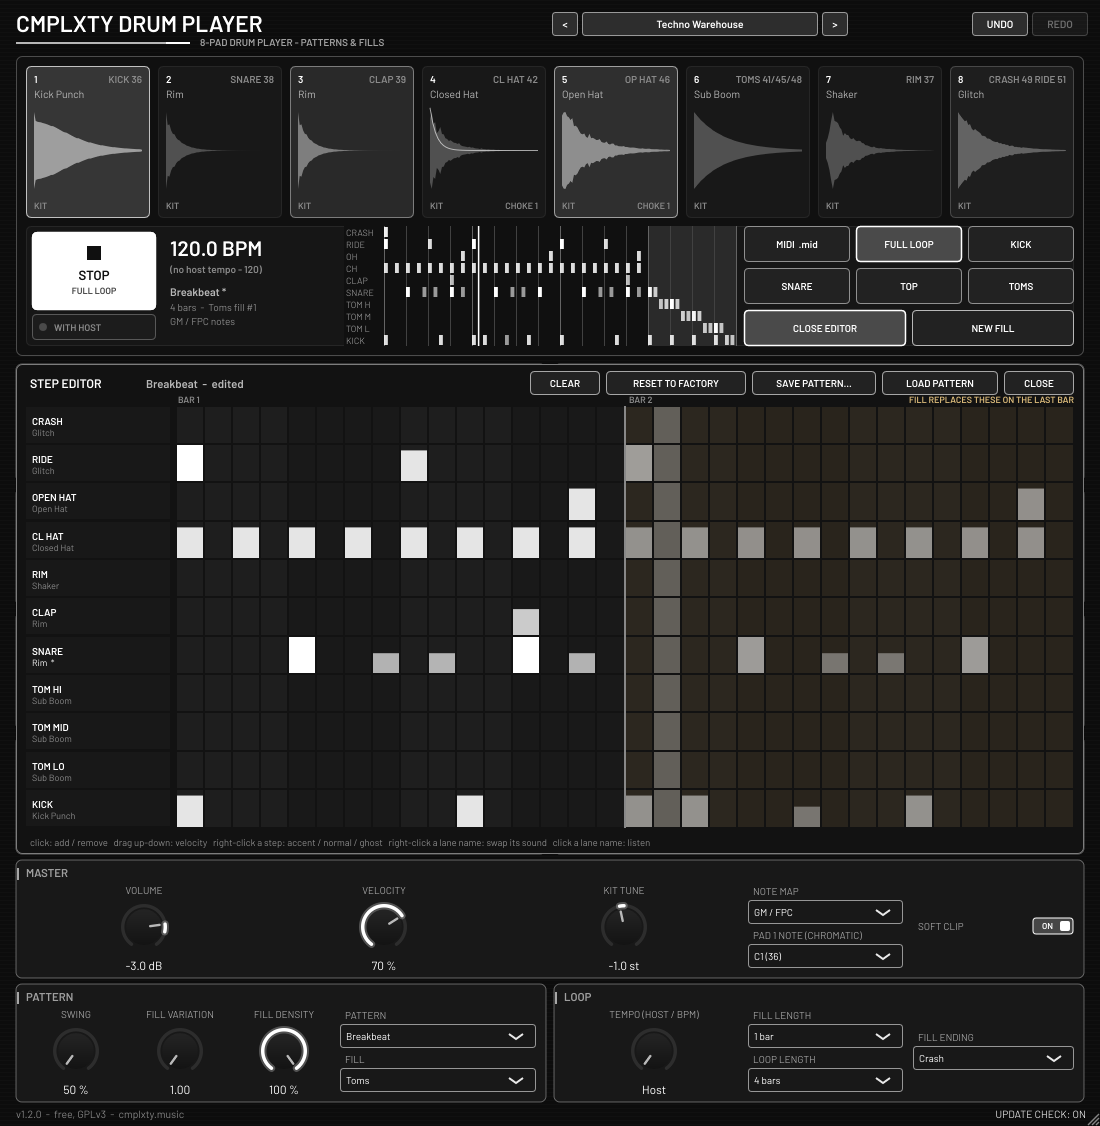 CMPLXTY DRUM PLAYER
8-PAD DRUM PLAYER - PATTERNS & FILLS
< Techno Warehouse >
UNDO REDO
1 KICK 36
Kick Punch
KIT
2 SNARE 38
Rim
KIT
3 CLAP 39
Rim
KIT
4 CL HAT 42
Closed Hat
KIT CHOKE 1
5 OP HAT 46
Open Hat
KIT CHOKE 1
6 TOMS 41/45/48
Sub Boom
KIT
7 RIM 37
Shaker
KIT
8 CRASH 49 RIDE 51
Glitch
KIT
STOP
FULL LOOP
WITH HOST
120.0 BPM
(no host tempo - 120)
Breakbeat *
4 bars - Toms fill #1
GM / FPC notes
CRASH
RIDE
OH
CH
CLAP
SNARE
TOM H
TOM M
TOM L
KICK
MIDI .mid FULL LOOP KICK
SNARE TOP TOMS
CLOSE EDITOR NEW FILL
STEP EDITOR Breakbeat - edited
CLEAR RESET TO FACTORY SAVE PATTERN... LOAD PATTERN CLOSE
BAR 1 BAR 2 FILL REPLACES THESE ON THE LAST BAR
CRASH
Glitch
RIDE
Glitch
OPEN HAT
Open Hat
CL HAT
Closed Hat
RIM
Shaker
CLAP
Rim
SNARE
Rim *
TOM HI
Sub Boom
TOM MID
Sub Boom
TOM LO
Sub Boom
KICK
Kick Punch
click: add / remove drag up-down: velocity right-click a step: accent / normal / ghost right-click a lane name: swap its sound click a lane name: listen
MASTER
VOLUME
-3.0 dB
VELOCITY
70 %
KIT TUNE
-1.0 st
NOTE MAP
GM / FPC
PAD 1 NOTE (CHROMATIC)
C1 (36)
SOFT CLIP ON
PATTERN
SWING
50 %
FILL VARIATION
1.00
FILL DENSITY
100 %
PATTERN
Breakbeat
FILL
Toms
LOOP
TEMPO (HOST / BPM)
Host
FILL LENGTH
1 bar
LOOP LENGTH
4 bars
FILL ENDING
Crash
v1.2.0 - free, GPLv3 - cmplxty.music
UPDATE CHECK: ON